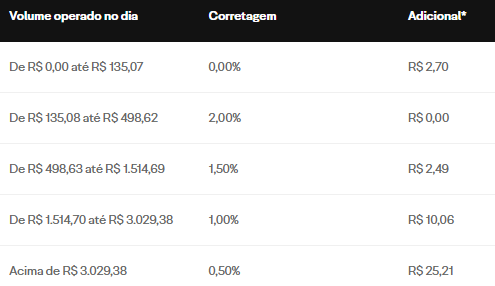 Volume operado no dia Corretagem Adicional*
De R$ 0,00 até R$ 135,07 0,00% R$ 2,70
De R$ 135,08 até R$ 498,62 2,00% R$ 0,00
De R$ 498,63 até R$ 1.514,69 1,50% R$ 2,49
De R$ 1.514,70 até R$ 3.029,38 1,00% R$ 10,06
Acima de R$ 3.029,38 0,50% R$ 25,21